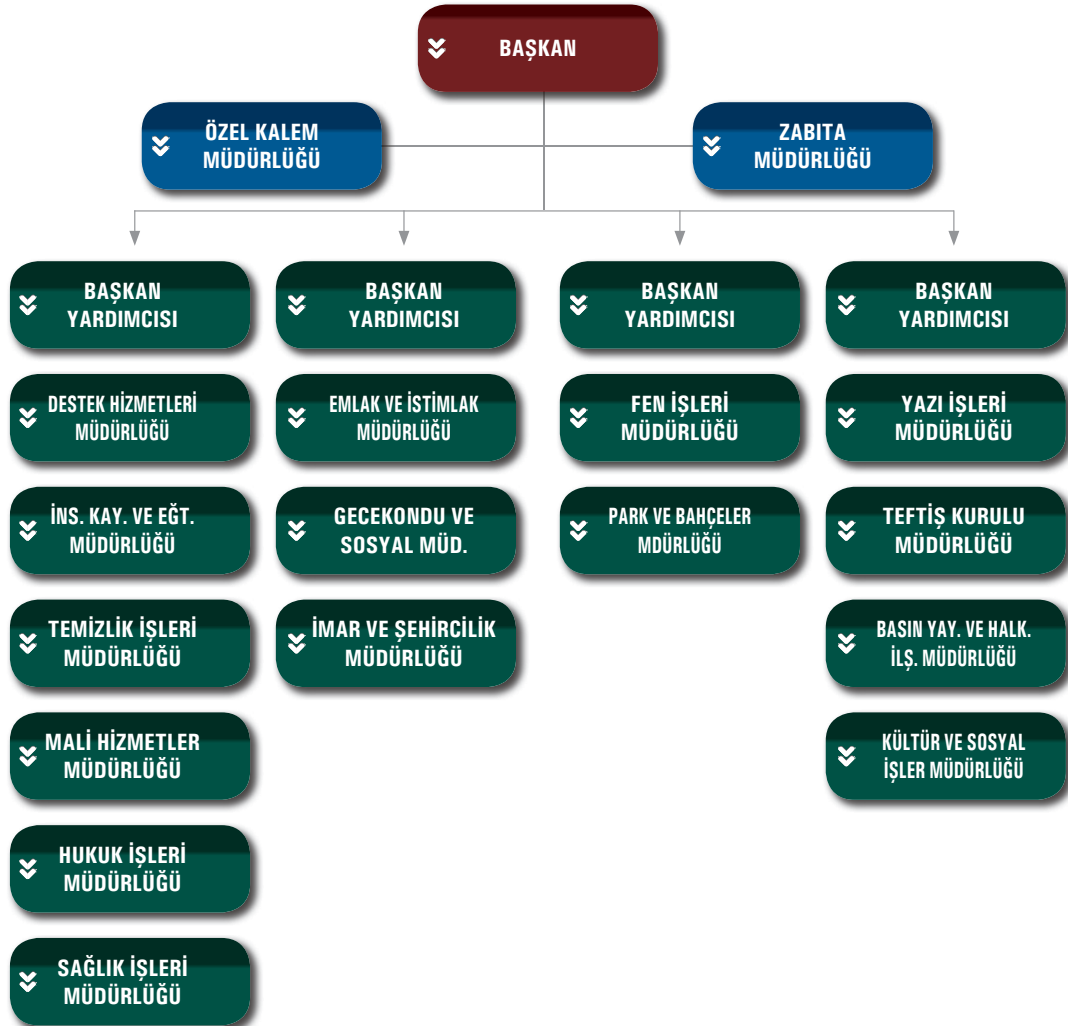 BAŞKAN
ÖZEL KALEM
MÜDÜRLÜĞÜ
ZABITA
MÜDÜRLÜĞÜ
BAŞKAN
YARDIMCISI
DESTEK HİZMETLERİ
MÜDÜRLÜĞÜ
İNS. KAY. VE EĞT.
MÜDÜRLÜĞÜ
TEMİZLİK İŞLERİ
MÜDÜRLÜĞÜ
MALİ HİZMETLER
MÜDÜRLÜĞÜ
HUKUK İŞLERİ
MÜDÜRLÜĞÜ
SAĞLIK İŞLERİ
MÜDÜRLÜĞÜ
BAŞKAN
YARDIMCISI
EMLAK VE İSTİMLAK
MÜDÜRLÜĞÜ
GECEKONDU VE
SOSYAL MÜD.
İMAR VE ŞEHİRCİLİK
MÜDÜRLÜĞÜ
BAŞKAN
YARDIMCISI
FEN İŞLERİ
MÜDÜRLÜĞÜ
PARK VE BAHÇELER
MDÜRLÜĞÜ
BAŞKAN
YARDIMCISI
YAZI İŞLERİ
MÜDÜRLÜĞÜ
TEFTİŞ KURULU
MÜDÜRLÜĞÜ
BASIN YAY. VE HALK.
İLŞ. MÜDÜRLÜĞÜ
KÜLTÜR VE SOSYAL
İŞLER MÜDÜRLÜĞÜ